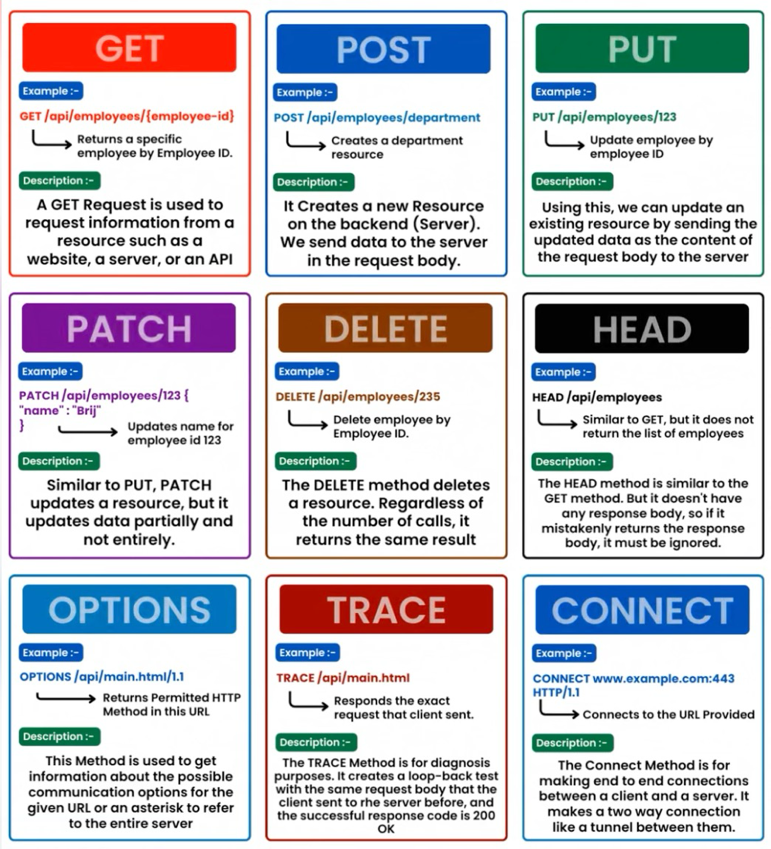 GET
Example :-
GET /api/employees/{employee-id}
Returns a specific
employee by Employee ID.
Description :-
A GET Request is used to
request information from a
resource such as a
website, a server, or an API
POST
Example :-
POST /api/employees/department
Creates a department
resource
Description :-
It Creates a new Resource
on the backend (Server).
We send data to the server
in the request body.
PUT
Example :-
PUT /api/employees/123
Update employee by
employee ID
Description :-
Using this, we can update an
existing resource by sending the
updated data as the content of
the request body to the server
PATCH
Example :-
PATCH /api/employees/123 {
"name" : "Brij"
}
Updates name for
employee id 123
Description :-
Similar to PUT, PATCH
updates a resource, but it
updates data partially and
not entirely.
DELETE
Example :-
DELETE /api/employees/235
Delete employee by
Employee ID.
Description :-
The DELETE method deletes
a resource. Regardless of
the number of calls, it
returns the same result
HEAD
Example :-
HEAD /api/employees
Similar to GET, but it does not
return the list of employees
Description :-
The HEAD method is similar to the
GET method. But it doesn't have
any response body, so if it
mistakenly returns the response
body, it must be ignored.
OPTIONS
Example :-
OPTIONS /api/main.html/1.1
Returns Permitted HTTP
Method in this URL
Description :-
This Method is used to get
information about the possible
communication options for the
given URL or an asterisk to refer
to the entire server
TRACE
Example :-
TRACE /api/main.html
Responds the exact
request that client sent.
Description :-
The TRACE Method is for diagnosis
purposes. It creates a loop-back test
with the same request body that the
client sent to rhe server before, and
the successful response code is 200
OK
CONNECT
Example :-
CONNECT www.example.com:443
HTTP/1.1
Connects to the URL Provided
Description :-
The Connect Method is for
making end to end connections
between a client and a server. It
makes a two way connection
like a tunnel between them.